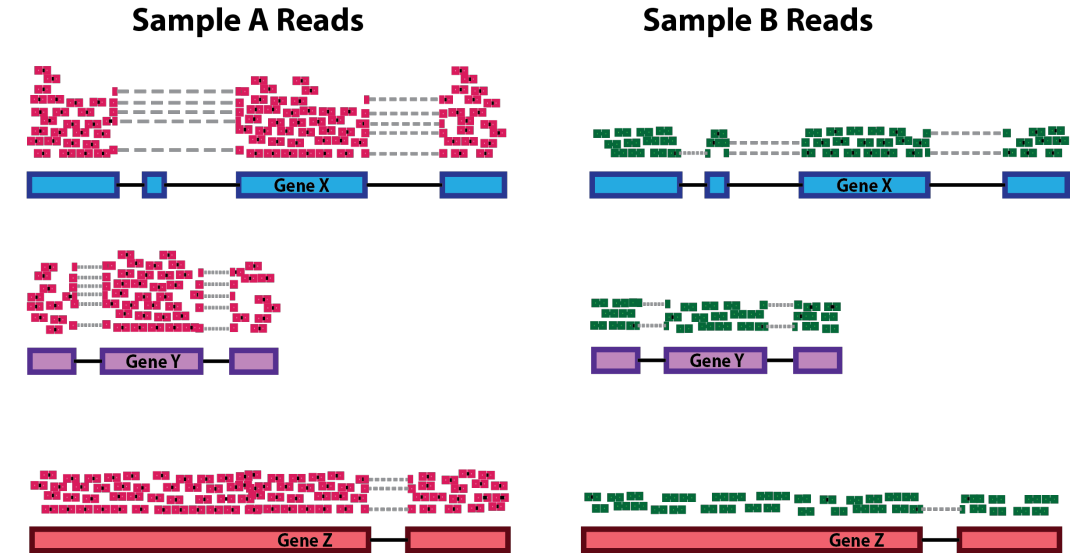 Sample A Reads
Sample B Reads
Gene X
Gene X
Gene Y
Gene Y
Gene Z
Gene Z